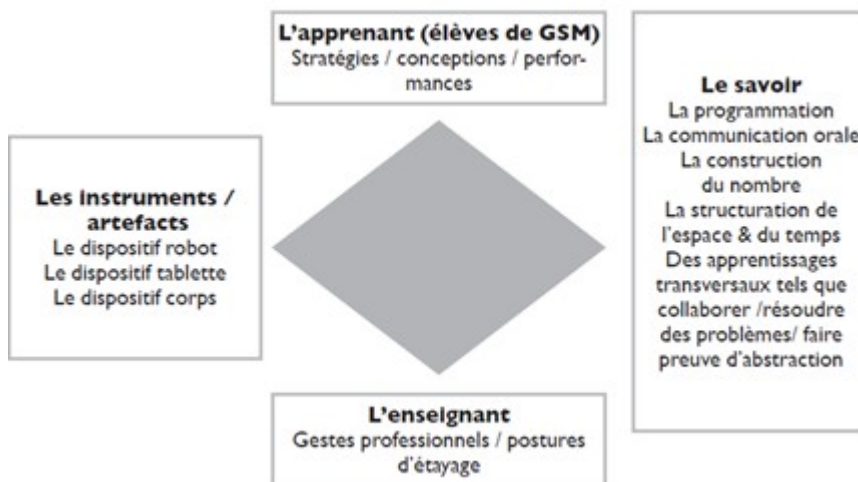 L'apprenant (élèves de GSM)
Stratégies / conceptions / perfor-
mances
Les instruments /
artefacts
Le dispositif robot
Le dispositif tablette
Le dispositif corps
Le savoir
La programmation
La communication orale
La construction
du nombre
La structuration de
l'espace & du temps
Des apprentissages
transversaux tels que
collaborer /résoudre
des problèmes/ faire
preuve d'abstraction
L'enseignant
Gestes professionnels / postures
d'étayage